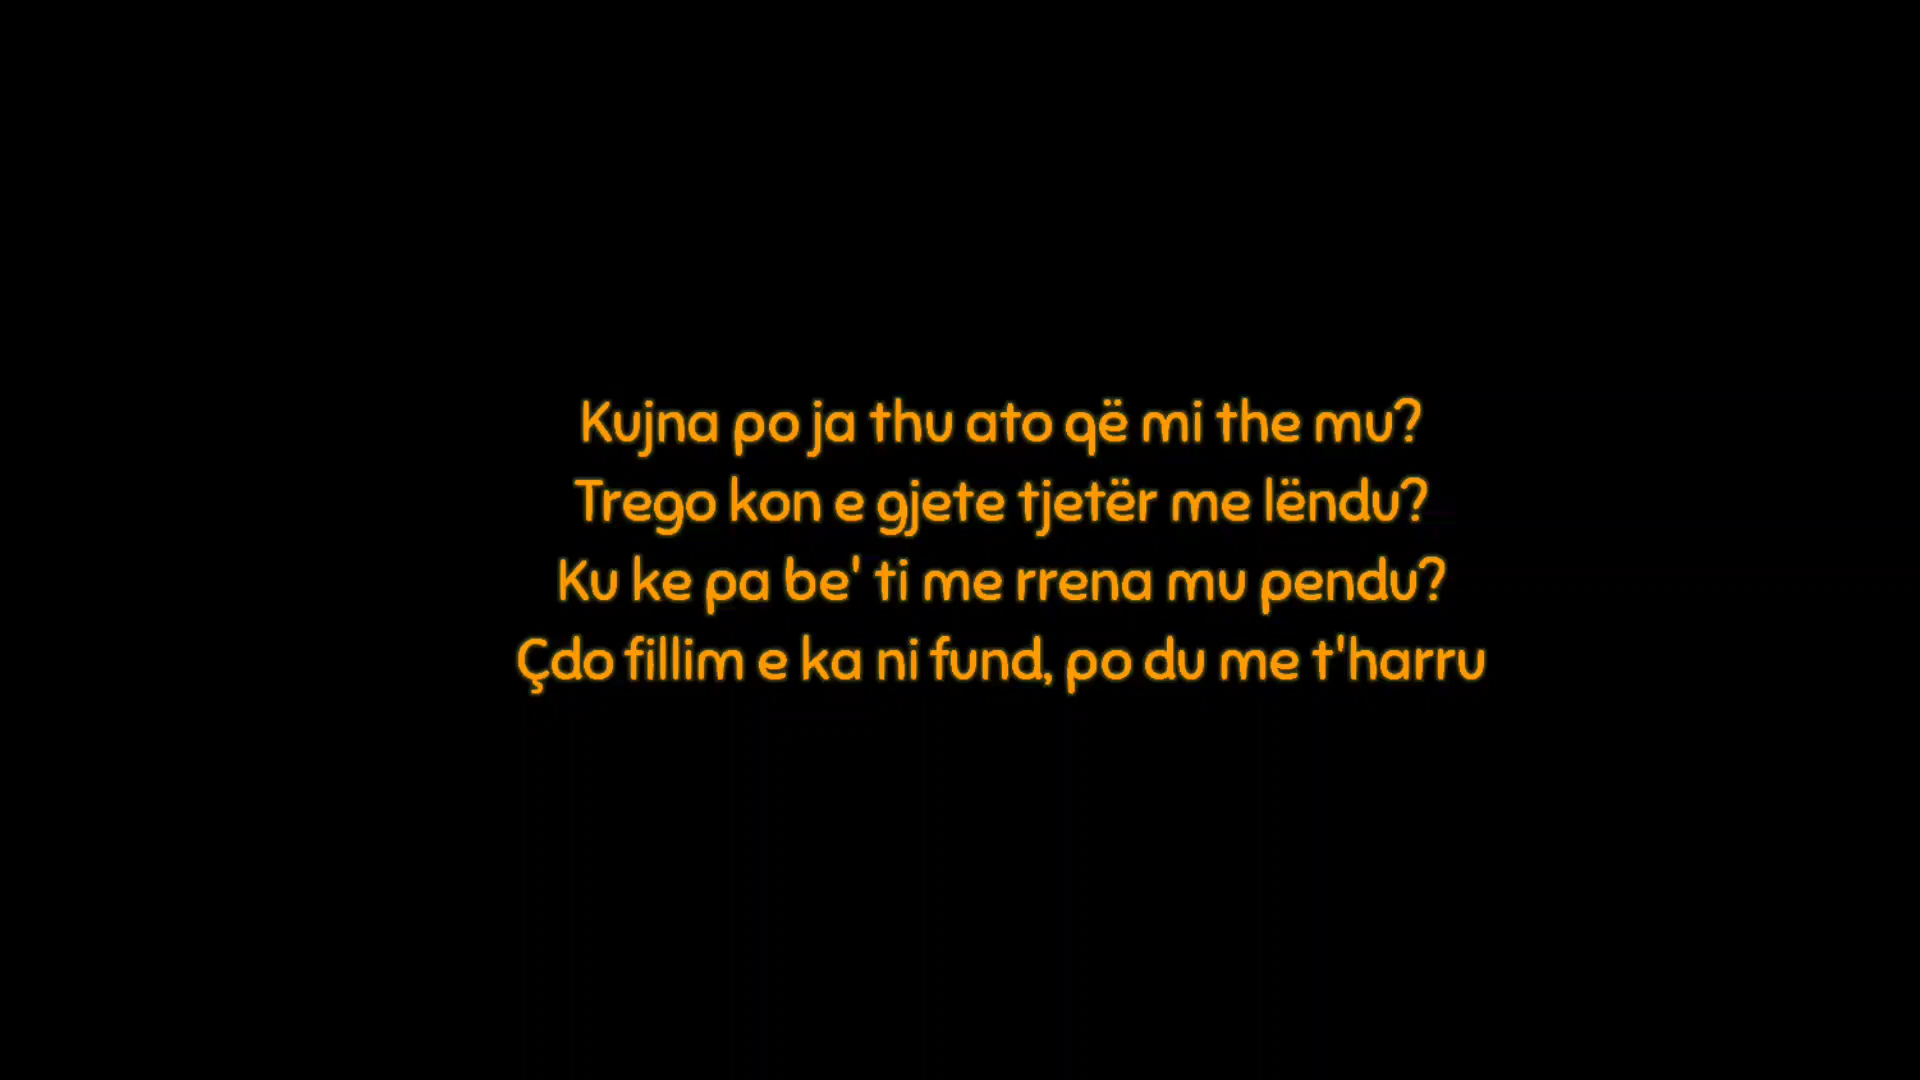 Kujna po ja thu ato që mi the mu?
Trego kon e gjete tjetër me lëndu?
Ku ke pa be' ti me rrena mu pendu?
Çdo fillim e ka ni fund, po du me t'harru